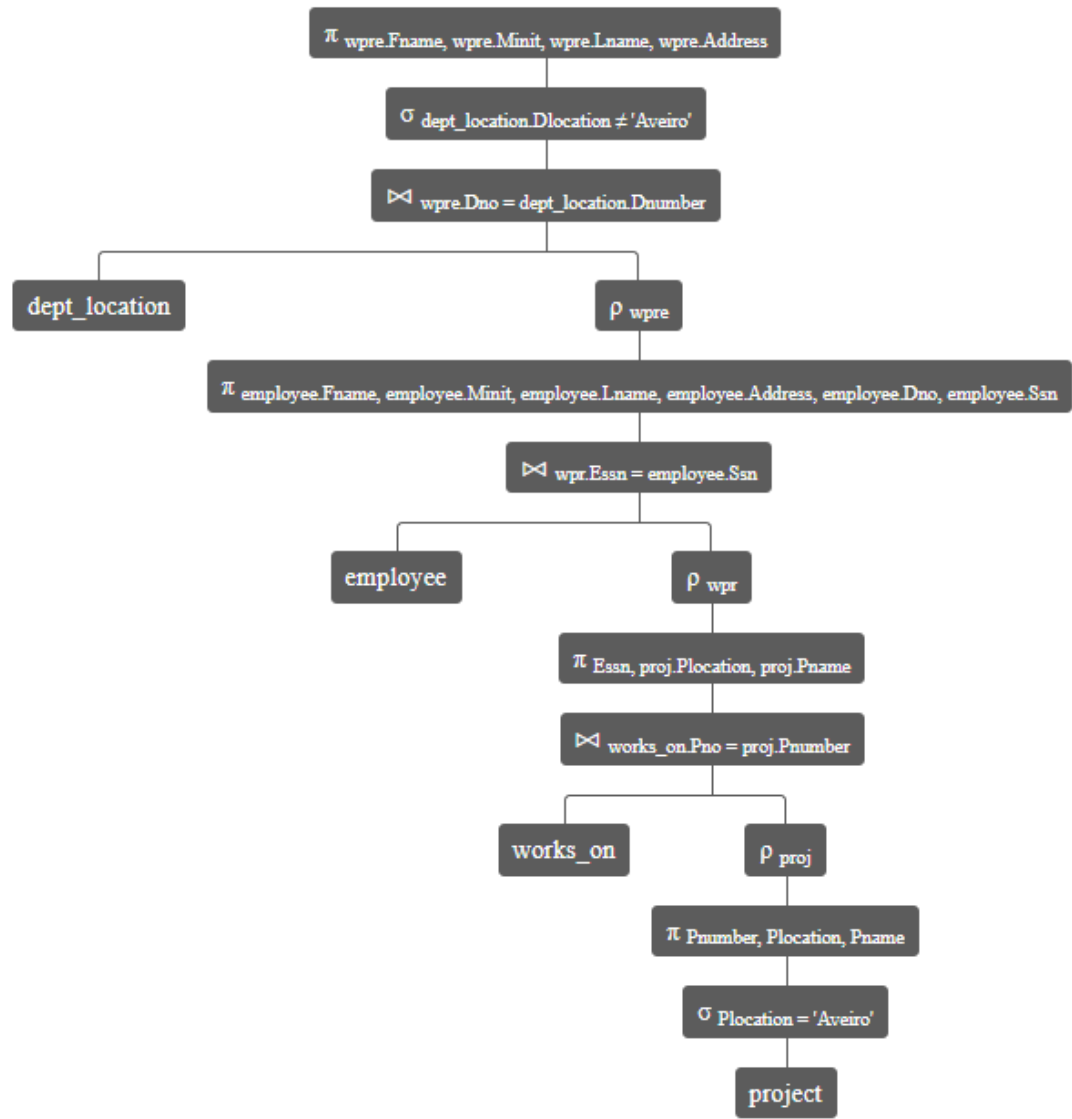 π wpre.Fname, wpre.Minit, wpre.Lname, wpre.Address
σ dept_location.Dlocation ≠ 'Aveiro'
⋈ wpre.Dno = dept_location.Dnumber
dept_location
ρ wpre
π employee.Fname, employee.Minit, employee.Lname, employee.Address, employee.Dno, employee.Ssn
⋈ wpr.Essn = employee.Ssn
employee
ρ wpr
π Essn, proj.Plocation, proj.Pname
⋈ works_on.Pno = proj.Pnumber
works_on
ρ proj
π Pnumber, Plocation, Pname
σ Plocation = 'Aveiro'
project